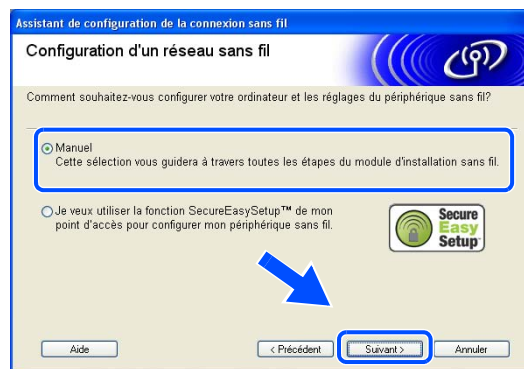 Assistant de configuration de la connexion sans fil
Configuration d'un réseau sans fil
Comment souhaitez-vous configurer votre ordinateur et les réglages du périphérique sans fil?
Manuel
Cette sélection vous guidera à travers toutes les étapes du module d'installation sans fil.
Je veux utiliser la fonction SecureEasySetup™ de mon
point d'accès pour configurer mon périphérique sans fil.
Secure
Easy
Setup
Aide
< Précédent
Suivant >
Annuler